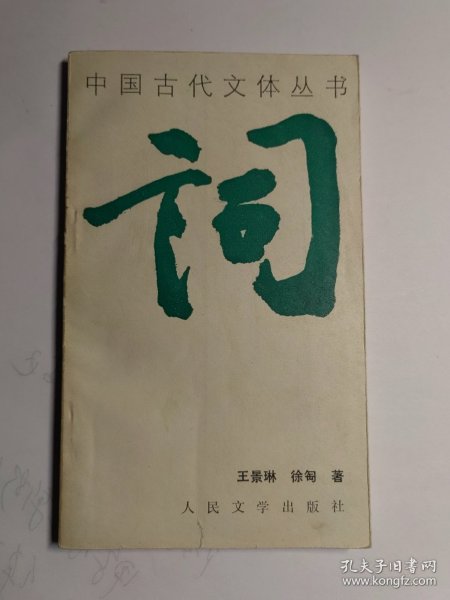 中国古代文体丛书
词
王景琳 徐匋 著
人民文学出版社
孔夫子旧书网
www.kongfz.com